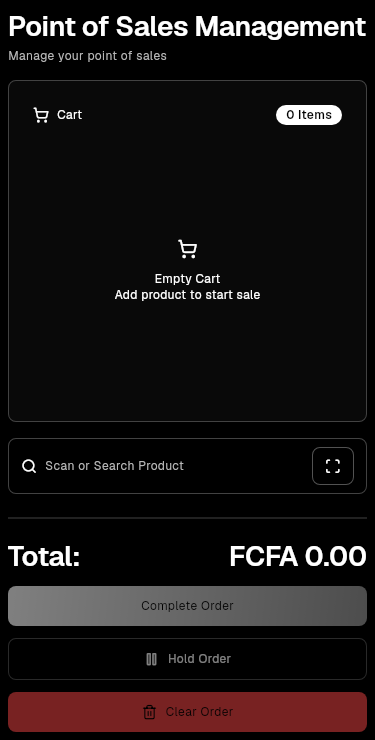 Point of Sales Management
Manage your point of sales
Cart
0 Items
Empty Cart
Add product to start sale
Scan or Search Product
Total:
FCFA 0.00
Complete Order
Hold Order
Clear Order